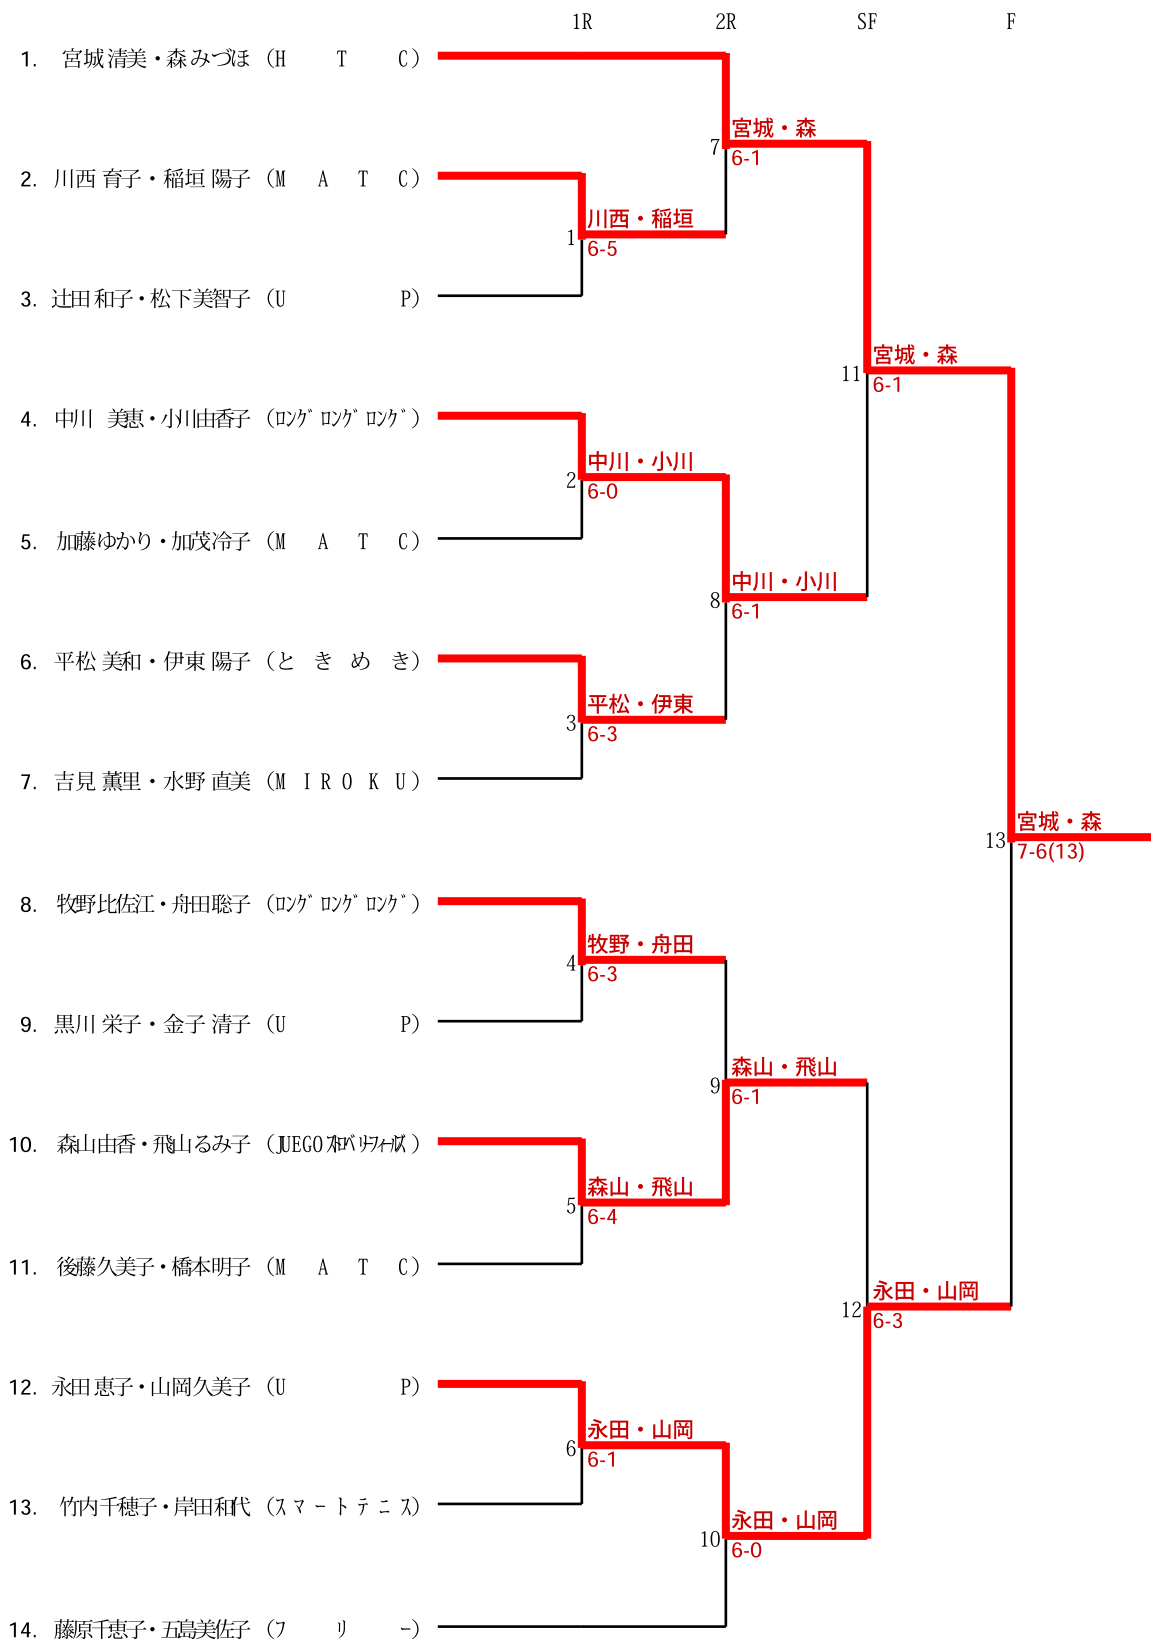 1R 2R SF F
1. 宮城 清美・森 みづほ (H T C)
宮城・森
7
6-1
2. 川西 育子・稲垣 陽子 (M A T C)
川西・稲垣
1
6-5
3. 辻田 和子・松下 美智子 (U P)
宮城・森
11
6-1
4. 中川 美恵・小川由香子 (ﾛﾝｸﾞﾛﾝｸﾞﾛﾝｸﾞ)
中川・小川
2
6-0
5. 加藤ゆかり・加茂冷子 (M A T C)
中川・小川
8
6-1
6. 平松 美和・伊東 陽子 (と き め き)
平松・伊東
3
6-3
7. 吉見 薫里・水野 直美 (M I R O K U)
宮城・森
13
7-6(13)
8. 牧野比佐江・舟田聡子 (ﾛﾝｸﾞﾛﾝｸﾞﾛﾝｸﾞ)
牧野・舟田
4
6-3
9. 黒川 栄子・金子 清子 (U P)
森山・飛山
9
6-1
10. 森山由香・飛山るみ子 (JUEGOｽﾄﾛﾍﾞﾘｰﾌｨｰﾙｽﾞ)
森山・飛山
5
6-4
11. 後藤久美子・橋本明子 (M A T C)
永田・山岡
12
6-3
12. 永田 恵子・山岡久美子 (U P)
永田・山岡
6
6-1
13. 竹内千穂子・岸田和代 (ス マ ー ト テ ニ ス)
永田・山岡
10
6-0
14. 藤原千恵子・五島美佐子 (フ リ ー)